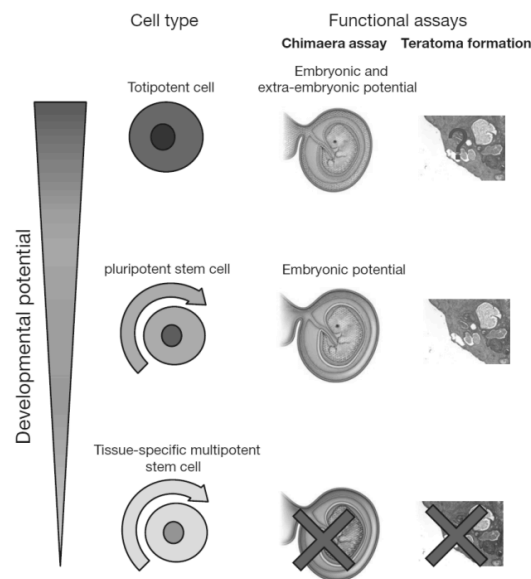 Cell type
Functional assays
Chimaera assay
Teratoma formation
Totipotent cell
Embryonic and
extra-embryonic potential
?
Developmental potential
pluripotent stem cell
Embryonic potential
Tissue-specific multipotent
stem cell